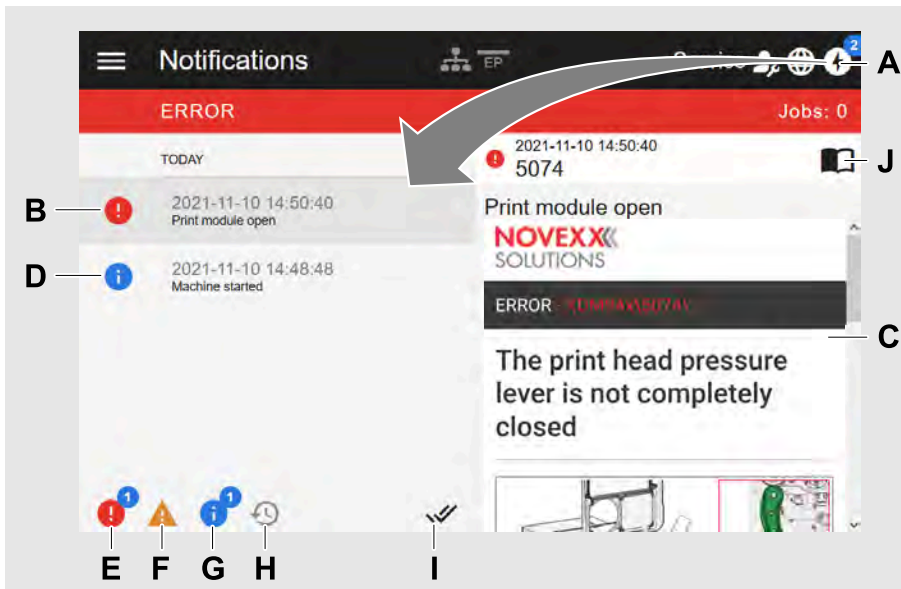 Notifications
EP
2
A
ERROR
Jobs: 0
TODAY
2021-11-10 14:50:40
5074
J
B
2021-11-10 14:50:40
Print module open
Print module open
NOVEXX
SOLUTIONS
D
2021-11-10 14:48:48
Machine started
ERROR
C
The print head pressure
lever is not completely
closed
1
1
E
F
G
H
I